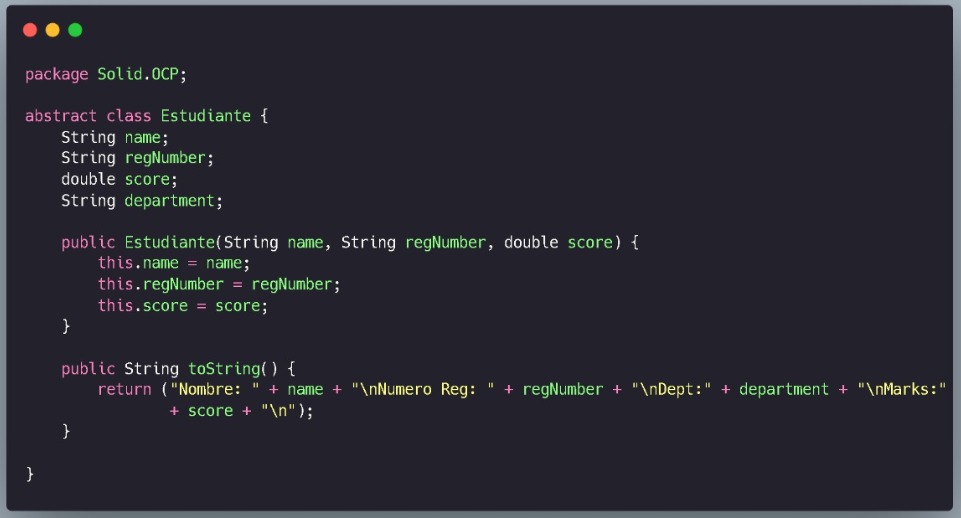 package Solid.OCP;
abstract class Estudiante {
    String name;
    String regNumber;
    double score;
    String department;
    public Estudiante(String name, String regNumber, double score) {
        this.name = name;
        this.regNumber = regNumber;
        this.score = score;
    }
    public String toString() {
        return ("Nombre: " + name + "\nNumero Reg: " + regNumber + "\nDept:" + department + "\nMarks:"
                + score + "\n");
    }
}